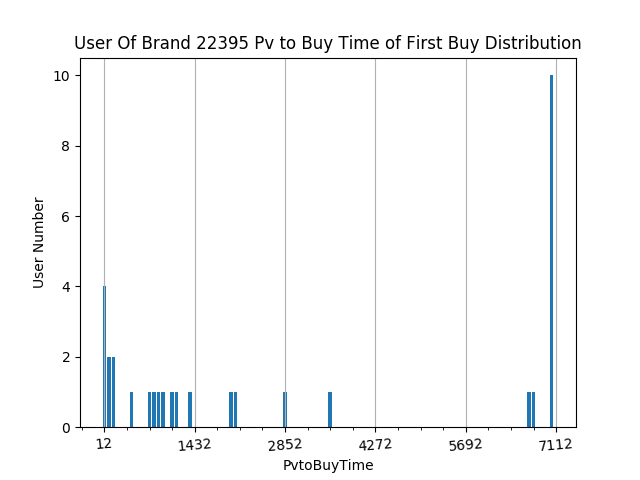 User Of Brand 22395 Pv to Buy Time of First Buy Distribution
10
8
6
4
2
0
User Number
12 1432 2852 4272 5692 7112
PvtoBuyTime